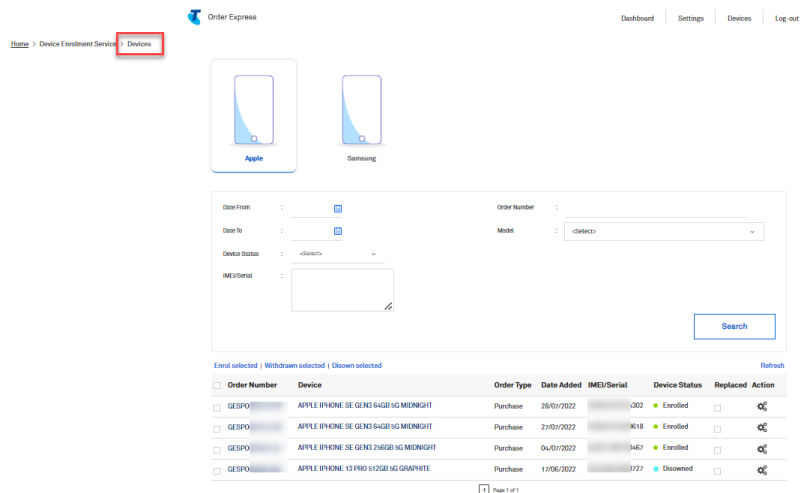 Order Express
Dashboard Settings Devices Log-out
Home > Device Enrolment Service > Devices
Apple Samsung
Date From : Order Number :
Date To : Model : <Select>
Device Status : <Select>
IMEI/Serial :
Search
Enrol selected | Withdrawn selected | Disown selected Refresh
Order Number Device Order Type Date Added IMEI/Serial Device Status Replaced Action
GESPO APPLE IPHONE SE GEN3 64GB 5G MIDNIGHT Purchase 28/07/2022 302 Enrolled
GESPO APPLE IPHONE SE GEN3 64GB 5G MIDNIGHT Purchase 27/07/2022 618 Enrolled
GESPO APPLE IPHONE SE GEN3 256GB 5G MIDNIGHT Purchase 04/07/2022 467 Enrolled
GESPO APPLE IPHONE 13 PRO 512GB 5G GRAPHITE Purchase 17/06/2022 727 Disowned
1 Page 1 of 1